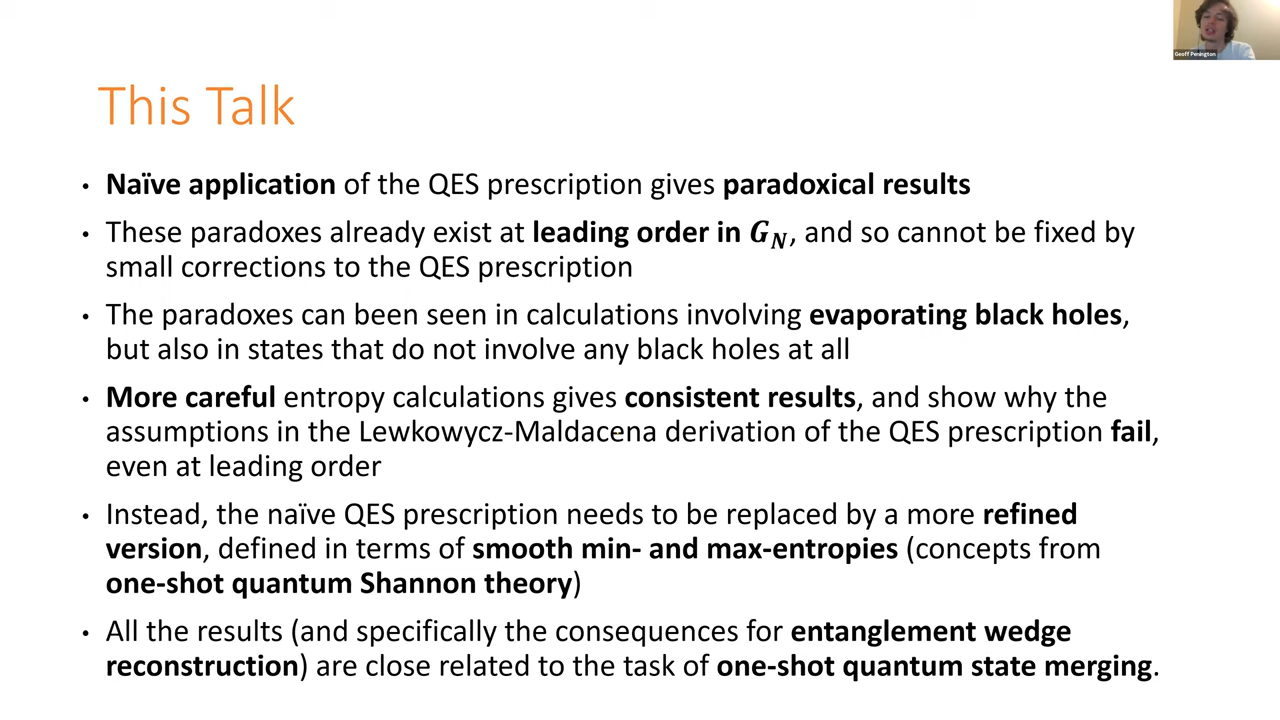 Geoff Penington
This Talk
• Naïve application of the QES prescription gives paradoxical results
• These paradoxes already exist at leading order in G_N, and so cannot be fixed by
small corrections to the QES prescription
• The paradoxes can been seen in calculations involving evaporating black holes,
but also in states that do not involve any black holes at all
• More careful entropy calculations gives consistent results, and show why the
assumptions in the Lewkowycz-Maldacena derivation of the QES prescription fail,
even at leading order
• Instead, the naïve QES prescription needs to be replaced by a more refined
version, defined in terms of smooth min- and max-entropies (concepts from
one-shot quantum Shannon theory)
• All the results (and specifically the consequences for entanglement wedge
reconstruction) are close related to the task of one-shot quantum state merging.